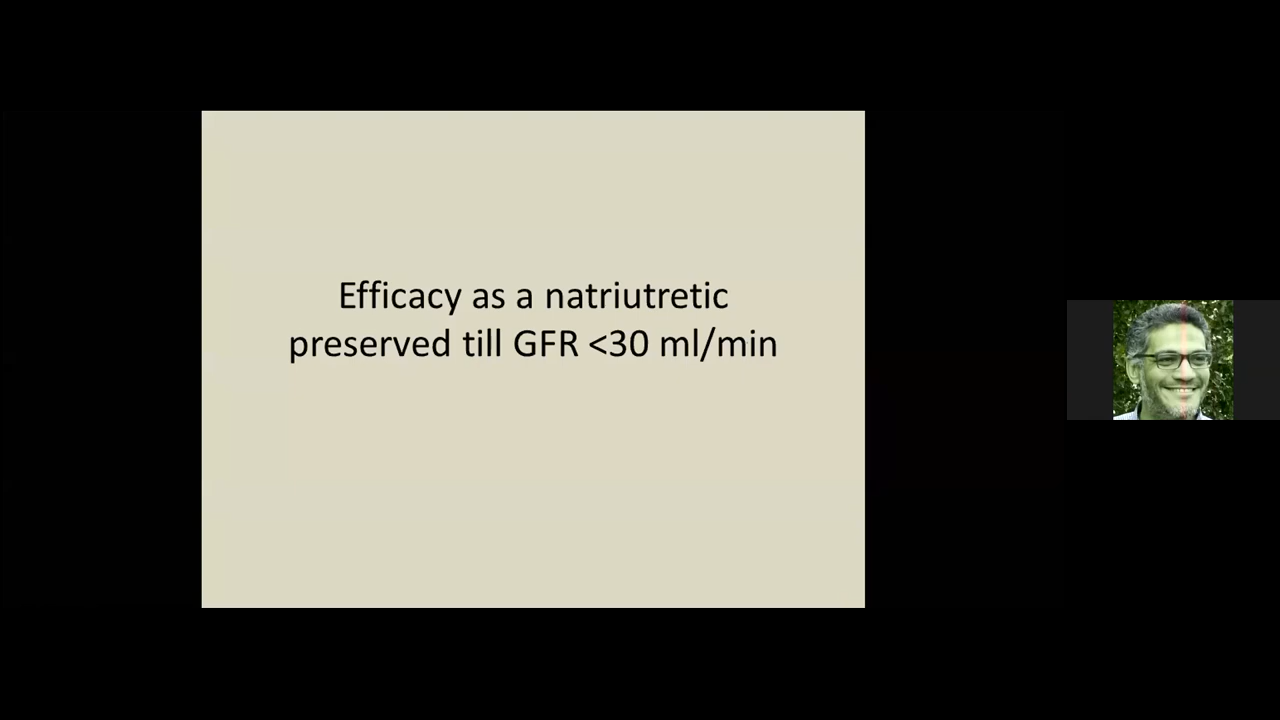 Efficacy as a natriutretic
preserved till GFR <30 ml/min